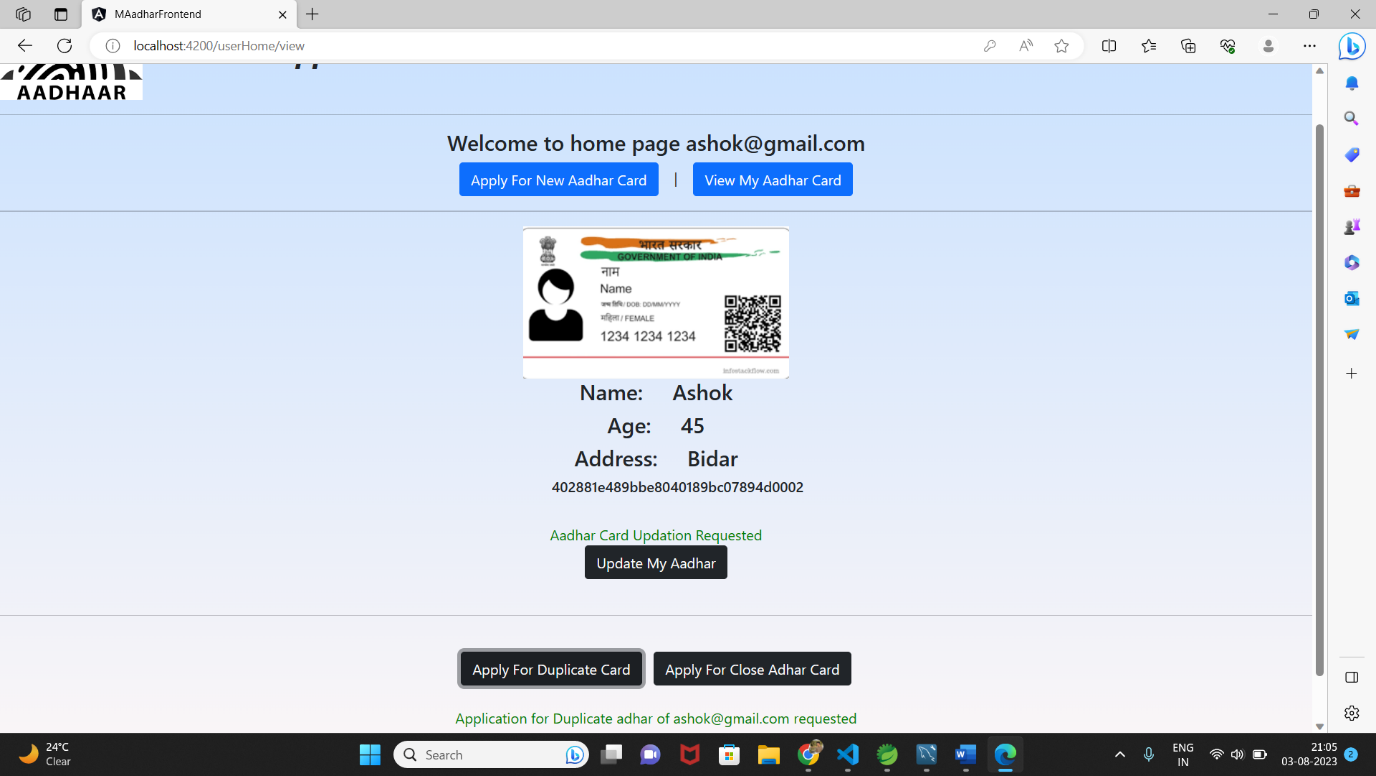 MAadharFrontend
localhost:4200/userHome/view
AADHAAR
Welcome to home page ashok@gmail.com
Apply For New Aadhar Card | View My Aadhar Card
भारत सरकार
GOVERNMENT OF INDIA
नाम
Name
जन्म तिथि / DOB: DD/MM/YYYY
महिला / FEMALE
1234 1234 1234
infostackflow.com
Name: Ashok
Age: 45
Address: Bidar
402881e489bbe8040189bc07894d0002
Aadhar Card Updation Requested
Update My Aadhar
Apply For Duplicate Card Apply For Close Adhar Card
Application for Duplicate adhar of ashok@gmail.com requested
24°C
Clear
Search
ENG
IN
21:05
03-08-2023
2